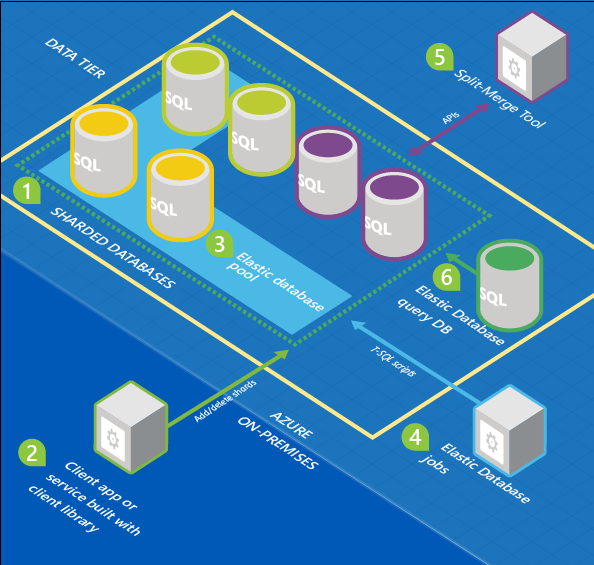 DATA TIER
5
Split-Merge Tool
APIs
SQL
SQL
SQL
SQL
SQL
SQL
1
SHARDED DATABASES
3
Elastic database
pool
6
Elastic Database
query DB
SQL
T-SQL scripts
Add/delete shards
AZURE
ON-PREMISES
4
Elastic Database
jobs
2
Client app or
service built with
client library